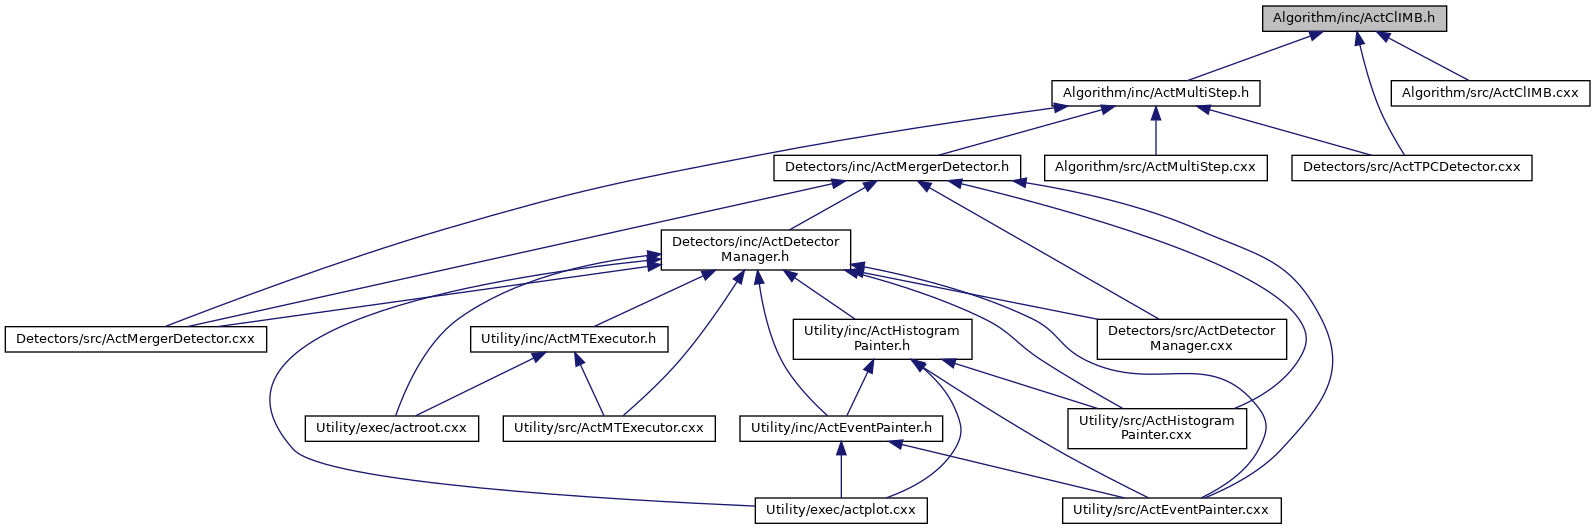 Algorithm/inc/ActClIMB.h
Algorithm/inc/ActMultiStep.h
Algorithm/src/ActClIMB.cxx
Detectors/inc/ActMergerDetector.h
Algorithm/src/ActMultiStep.cxx
Detectors/src/ActTPCDetector.cxx
Detectors/inc/ActDetector
Manager.h
Detectors/src/ActMergerDetector.cxx
Utility/inc/ActMTExecutor.h
Utility/inc/ActHistogram
Painter.h
Detectors/src/ActDetector
Manager.cxx
Utility/exec/actroot.cxx
Utility/src/ActMTExecutor.cxx
Utility/inc/ActEventPainter.h
Utility/src/ActHistogram
Painter.cxx
Utility/exec/actplot.cxx
Utility/src/ActEventPainter.cxx